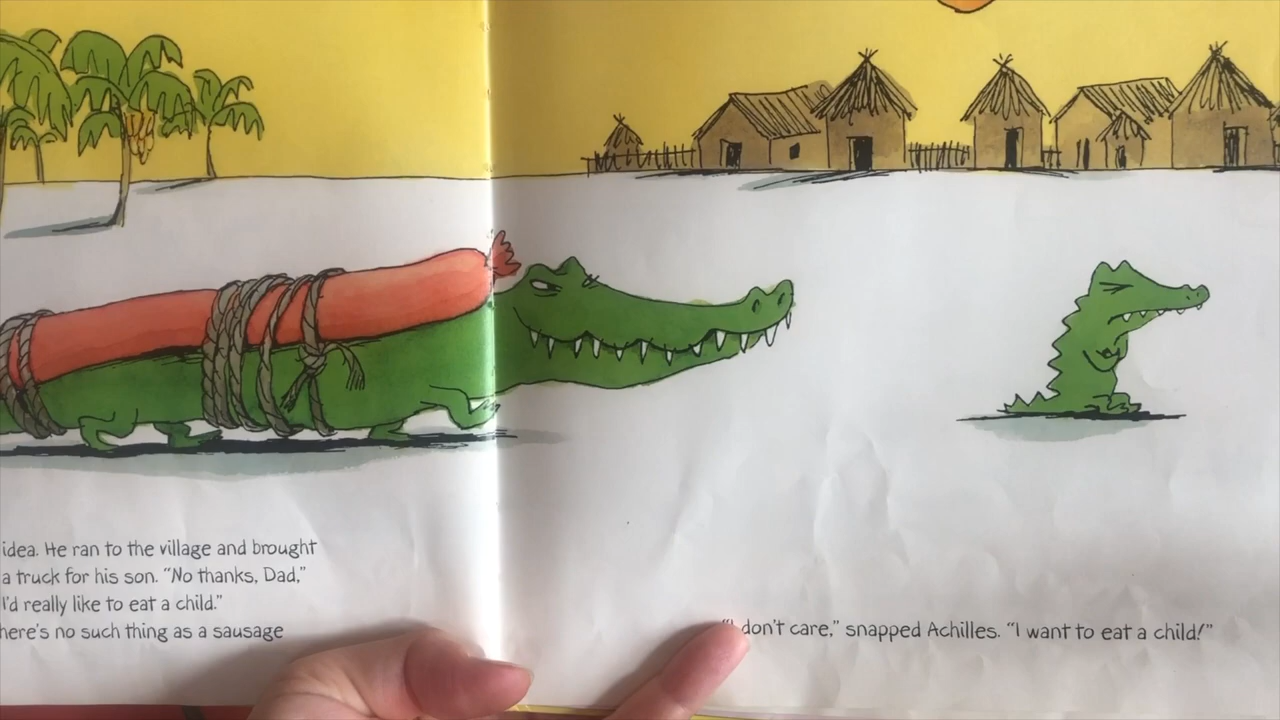 idea. He ran to the village and brought
a truck for his son. “No thanks, Dad,”
I’d really like to eat a child.”
here’s no such thing as a sausage
“I don’t care,” snapped Achilles. “I want to eat a child!”